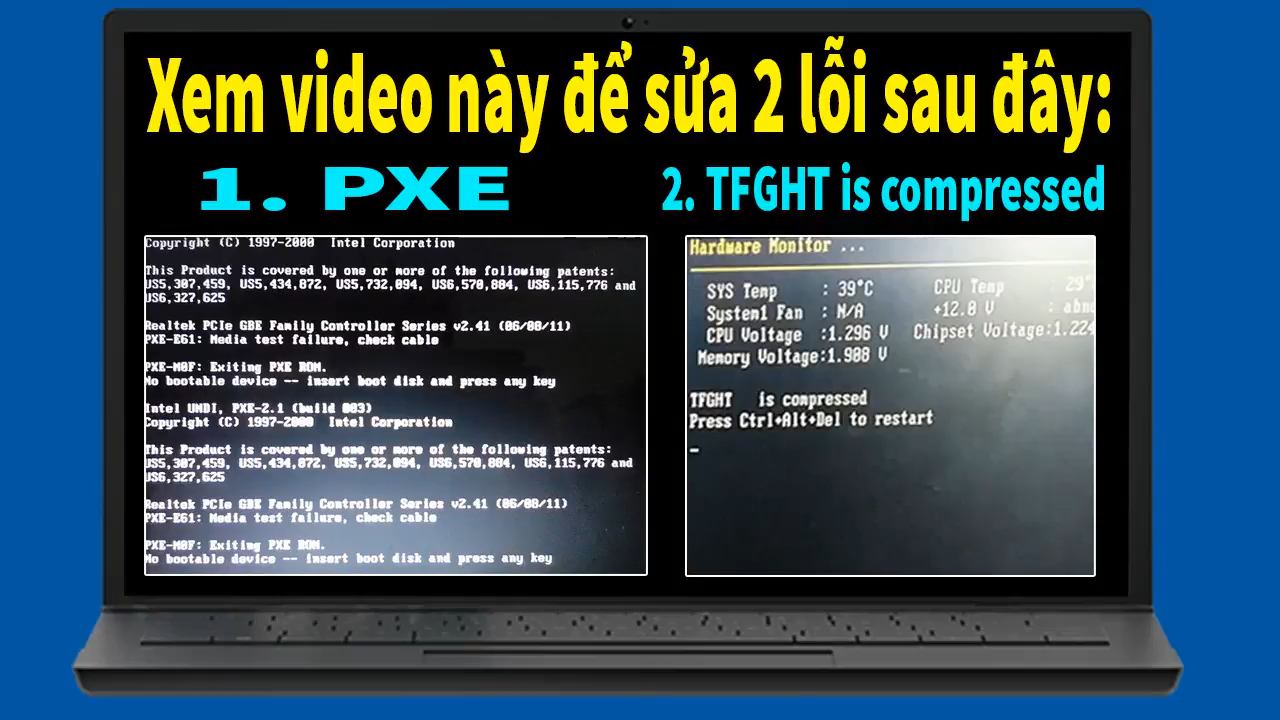 Xem video này để sửa 2 lỗi sau đây:
1. PXE
2. TFGHT is compressed
Copyright (C) 1997-2000 Intel Corporation
This Product is covered by one or more of the following patents:
US5,307,459, US5,434,872, US5,732,094, US6,570,884, US6,115,776 and
US6,327,625
Realtek PCIe GBE Family Controller Series v2.41 (06/08/11)
PXE-E61: Media test failure, check cable
PXE-M0F: Exiting PXE ROM.
No bootable device -- insert boot disk and press any key
Intel UNDI, PXE-2.1 (build 083)
Copyright (C) 1997-2000 Intel Corporation
This Product is covered by one or more of the following patents:
US5,307,459, US5,434,872, US5,732,094, US6,570,884, US6,115,776 and
US6,327,625
Realtek PCIe GBE Family Controller Series v2.41 (06/08/11)
PXE-E61: Media test failure, check cable
PXE-M0F: Exiting PXE ROM.
No bootable device -- insert boot disk and press any key
Hardware Monitor ...
SYS Temp : 39°C CPU Temp : 29°
System1 Fan : N/A +12.0 V : abno
CPU Voltage :1.296 V Chipset Voltage:1.224
Memory Voltage:1.908 V
TFGHT is compressed
Press Ctrl+Alt+Del to restart